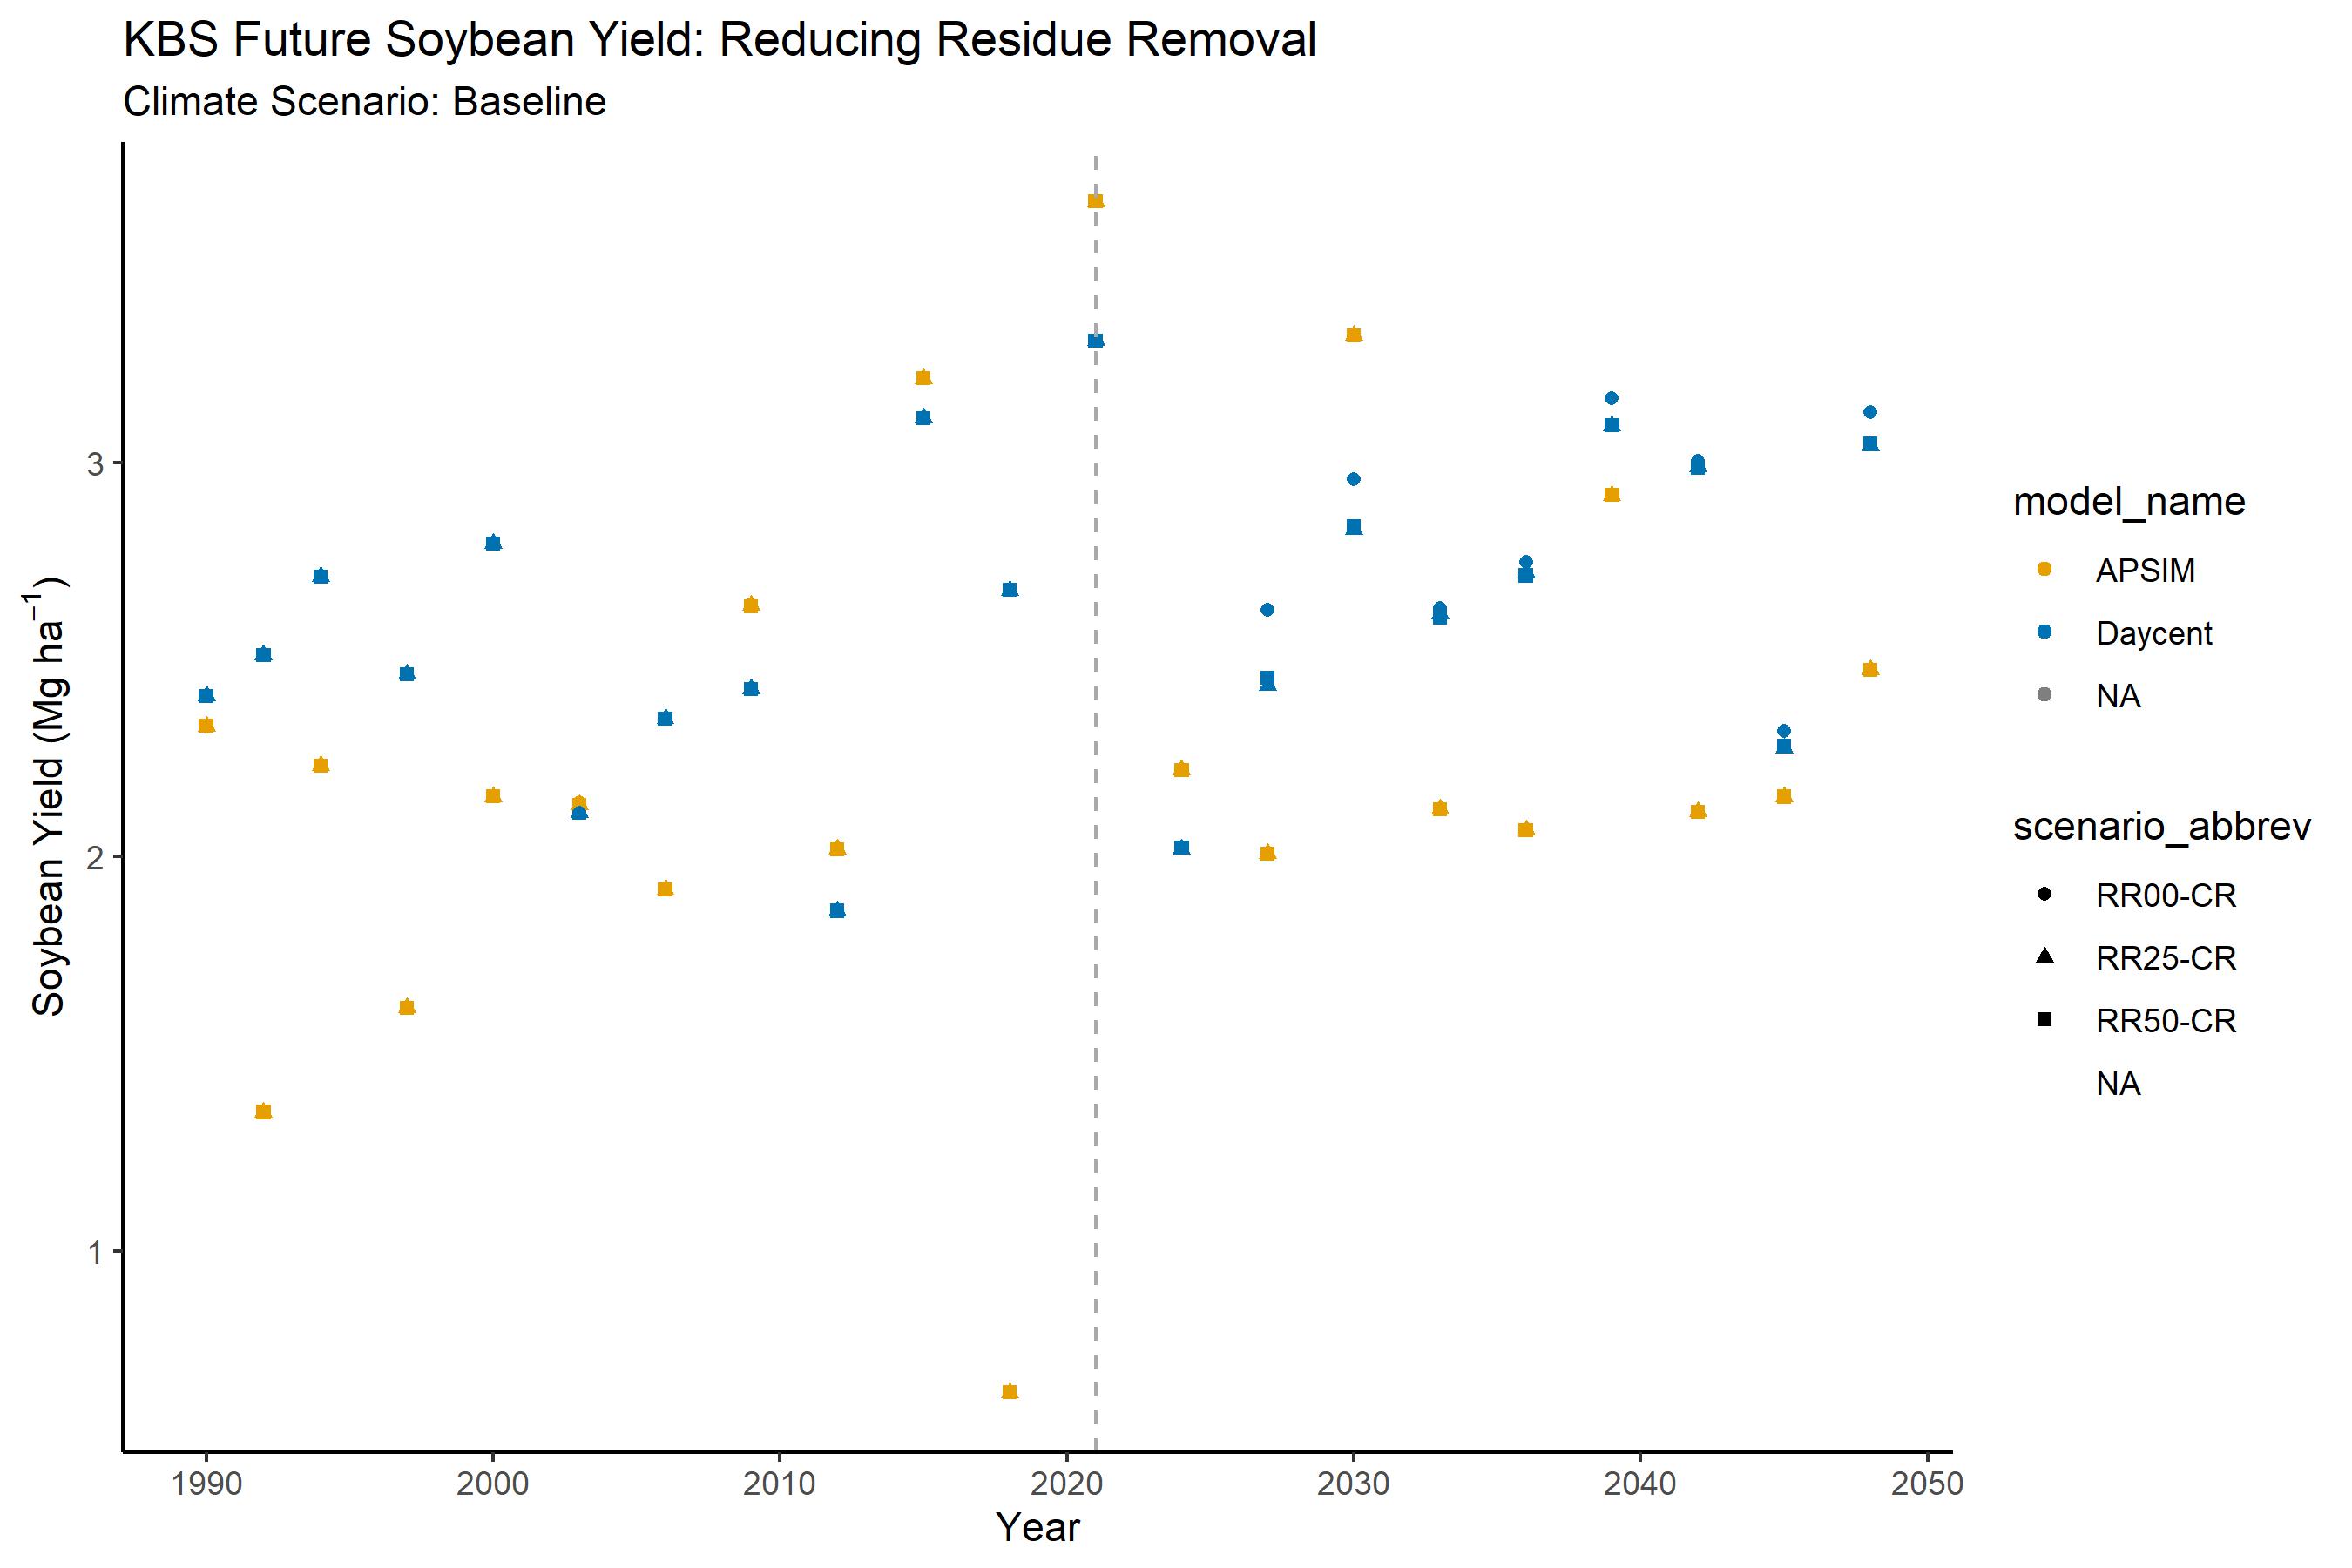 KBS Future Soybean Yield: Reducing Residue Removal
Climate Scenario: Baseline
Soybean Yield (Mg ha⁻¹)
3
2
1
1990 2000 2010 2020 2030 2040 2050
Year
model_name
APSIM
Daycent
NA
scenario_abbrev
RR00-CR
RR25-CR
RR50-CR
NA